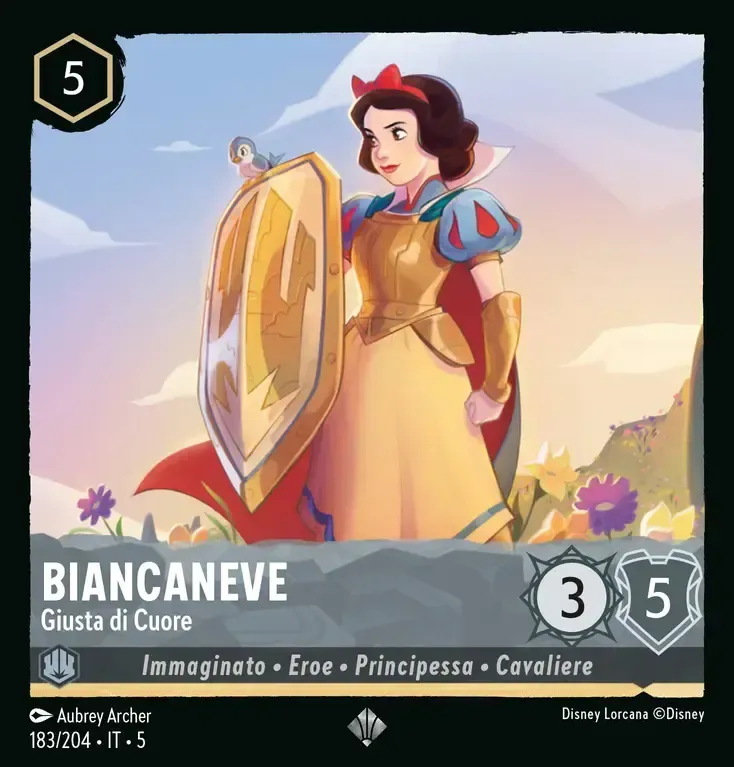 5
BIANCANEVE
Giusta di Cuore
3
5
Immaginato • Eroe • Principessa • Cavaliere
Aubrey Archer
Disney Lorcana ©Disney
183/204 • IT • 5